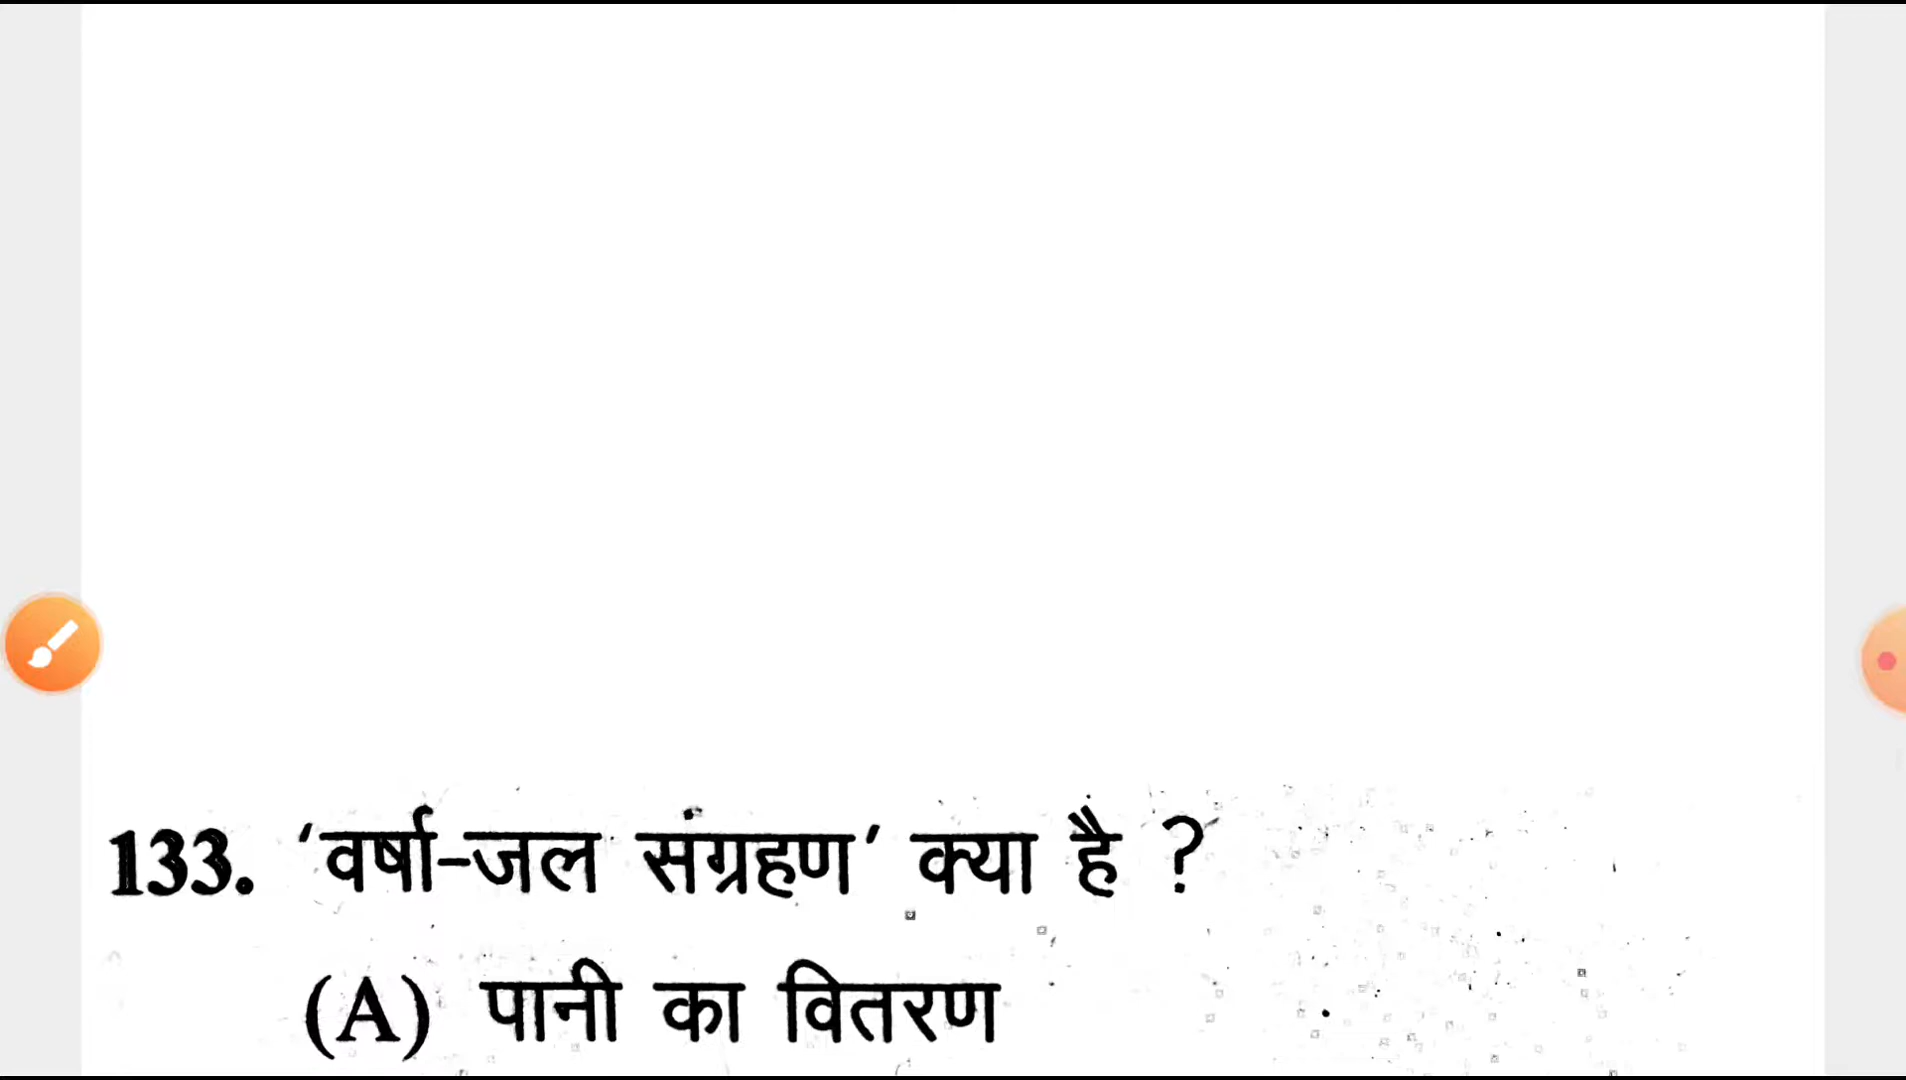 133. ‘वर्षा-जल संग्रहण’ क्या है ?
(A) पानी का वितरण